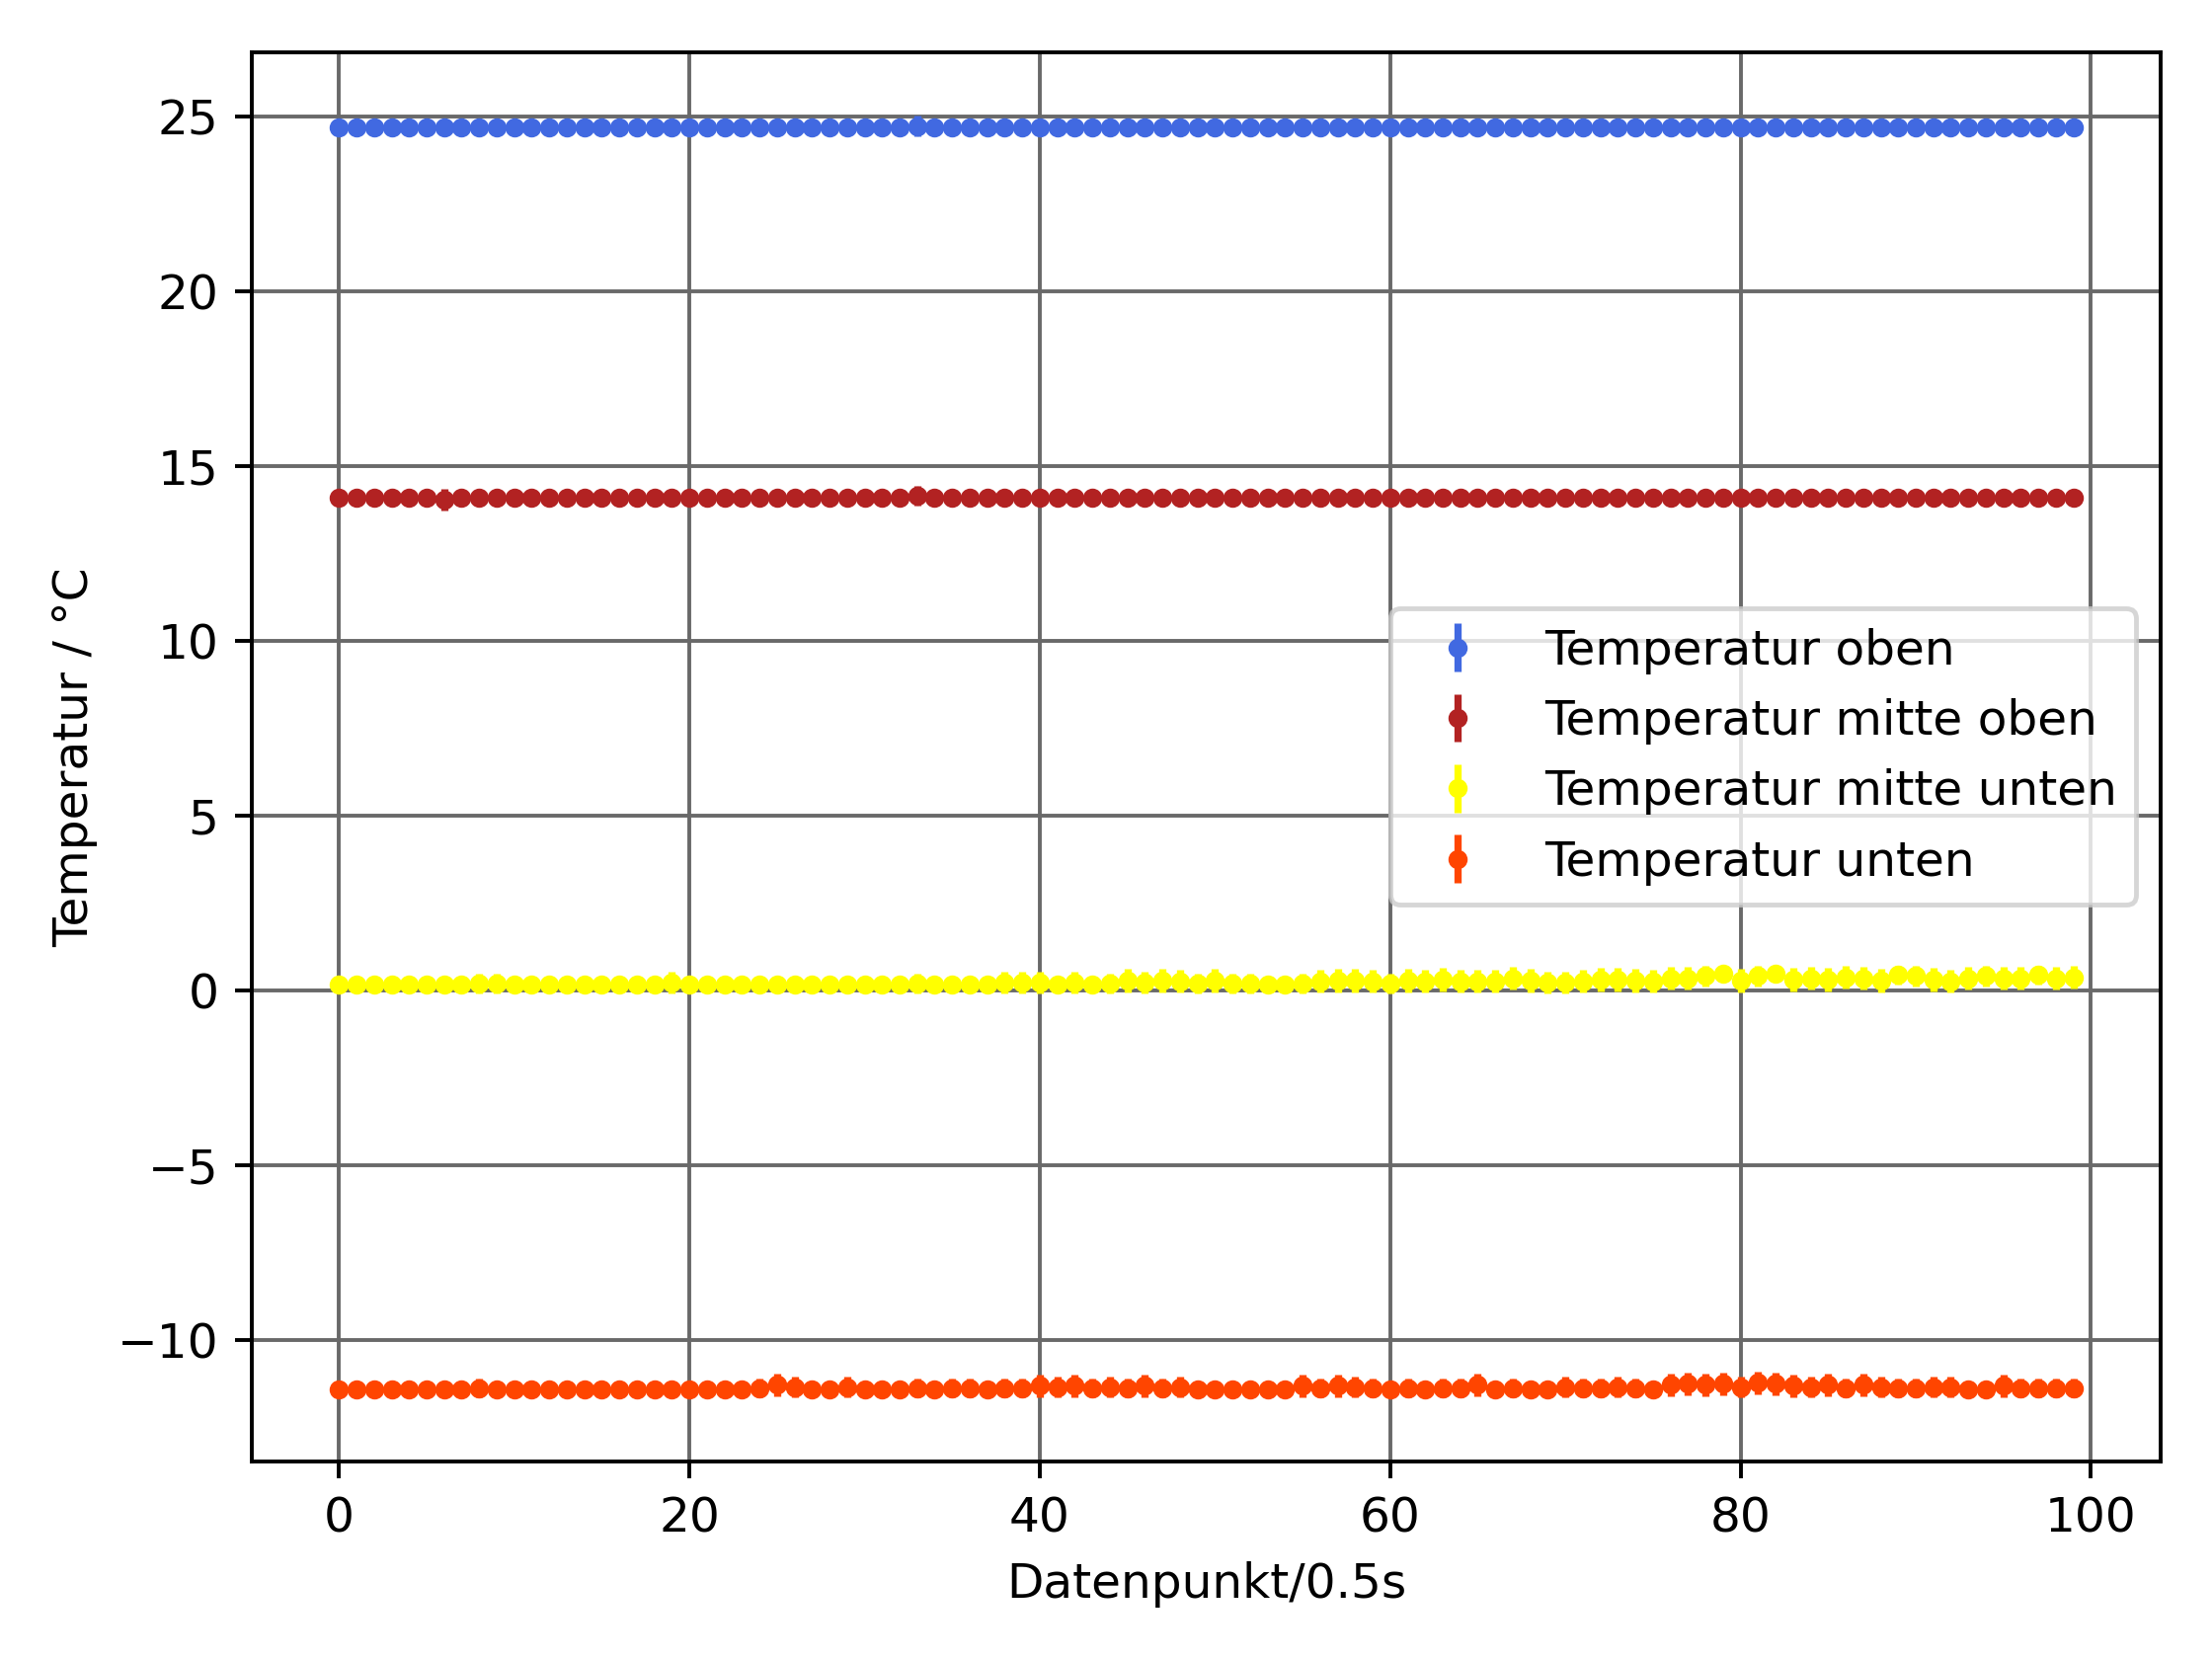 25
20
15
10
5
0
−5
−10
Temperatur / °C
Temperatur oben
Temperatur mitte oben
Temperatur mitte unten
Temperatur unten
0 20 40 60 80 100
Datenpunkt/0.5s